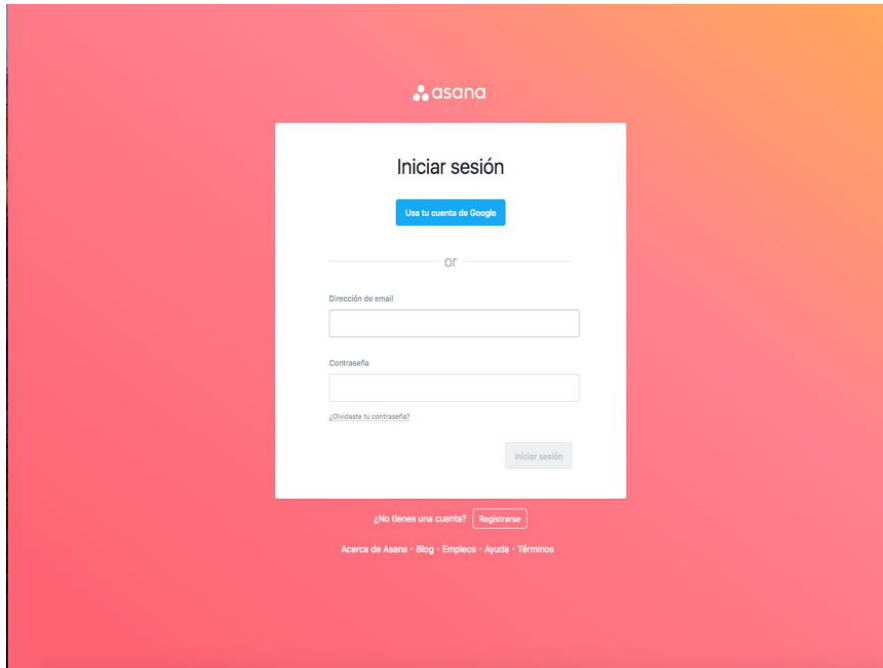 asana
Iniciar sesión
Usa tu cuenta de Google
or
Dirección de email
Contraseña
¿Olvidaste tu contraseña?
Iniciar sesión
¿No tienes una cuenta? Registrarse
Acerca de Asana · Blog · Empleos · Ayuda · Términos